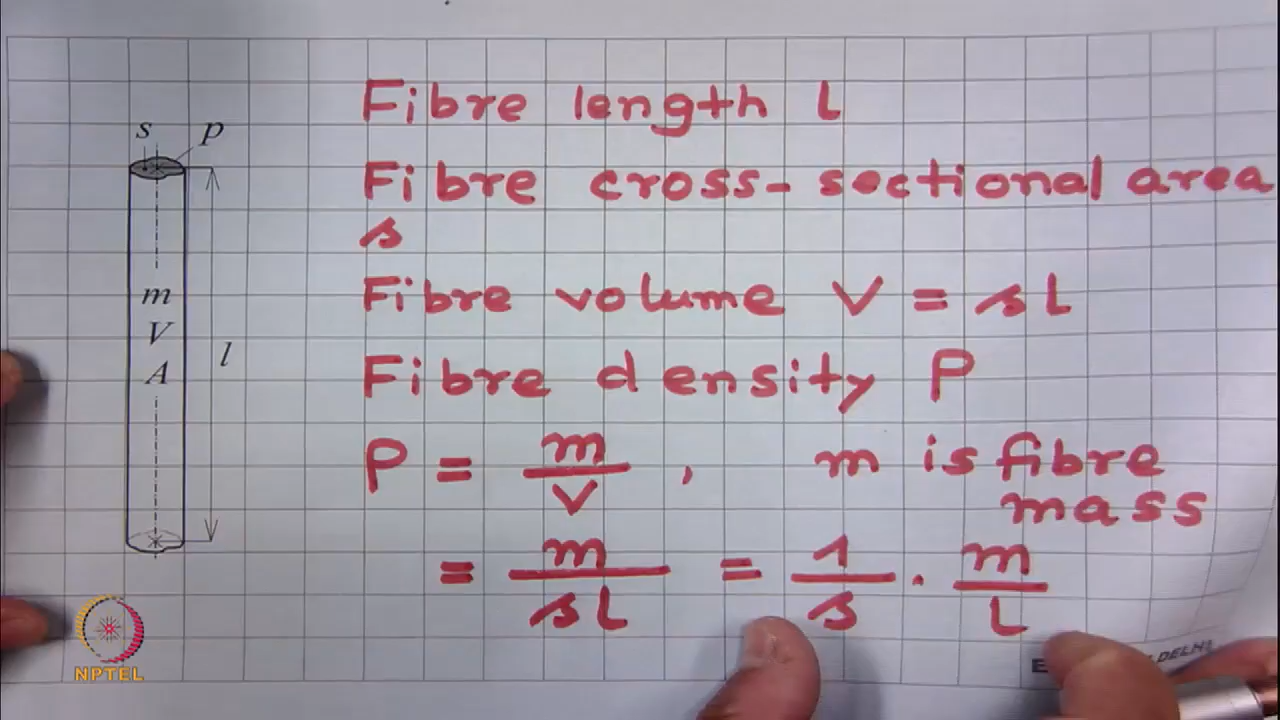 s p
m
V
A
l
Fibre length l
Fibre cross-sectional area
s
Fibre volume V = sl
Fibre density ρ
ρ = m/V , m is fibre
mass
= m/sl = 1/s . m/l
NPTEL